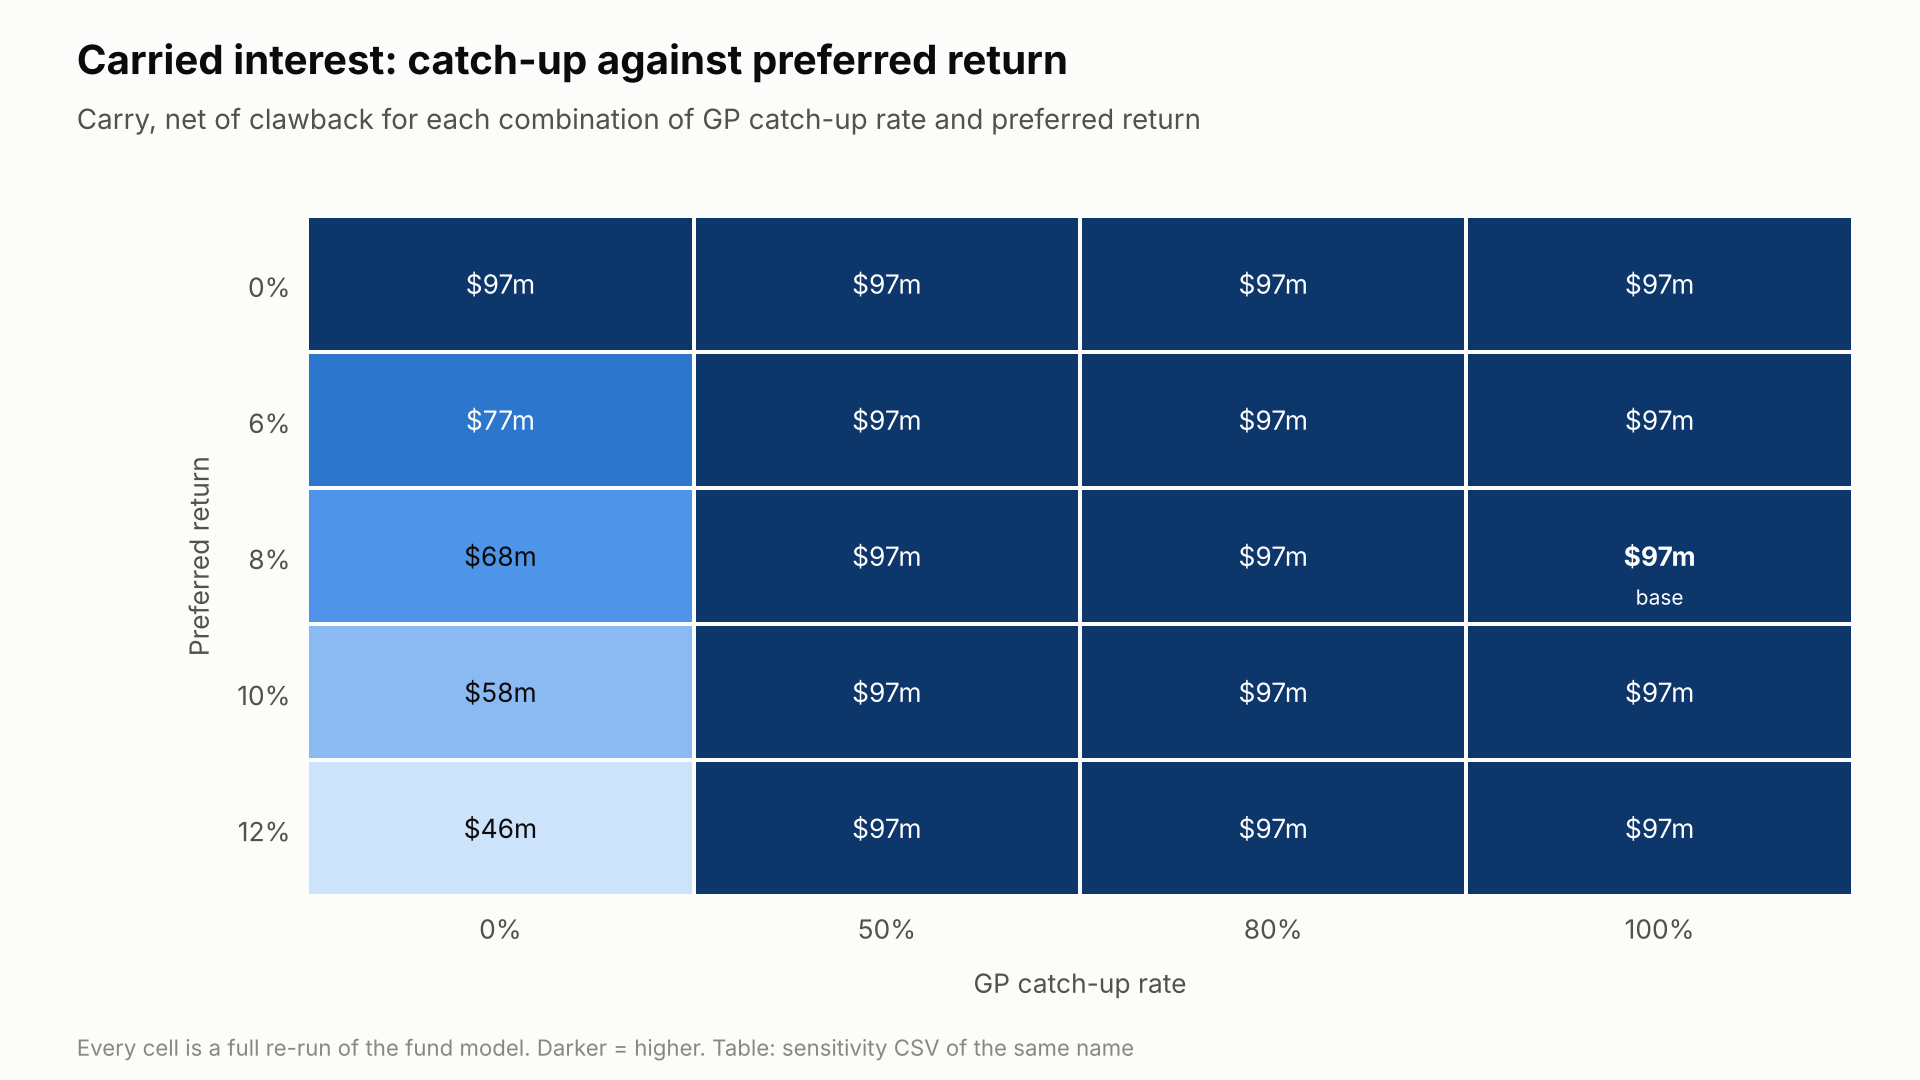 Carried interest: catch-up against preferred return
Carry, net of clawback for each combination of GP catch-up rate and preferred return
Preferred return
0% $97m $97m $97m $97m
6% $77m $97m $97m $97m
8% $68m $97m $97m $97m
base
10% $58m $97m $97m $97m
12% $46m $97m $97m $97m
0% 50% 80% 100%
GP catch-up rate
Every cell is a full re-run of the fund model. Darker = higher. Table: sensitivity CSV of the same name